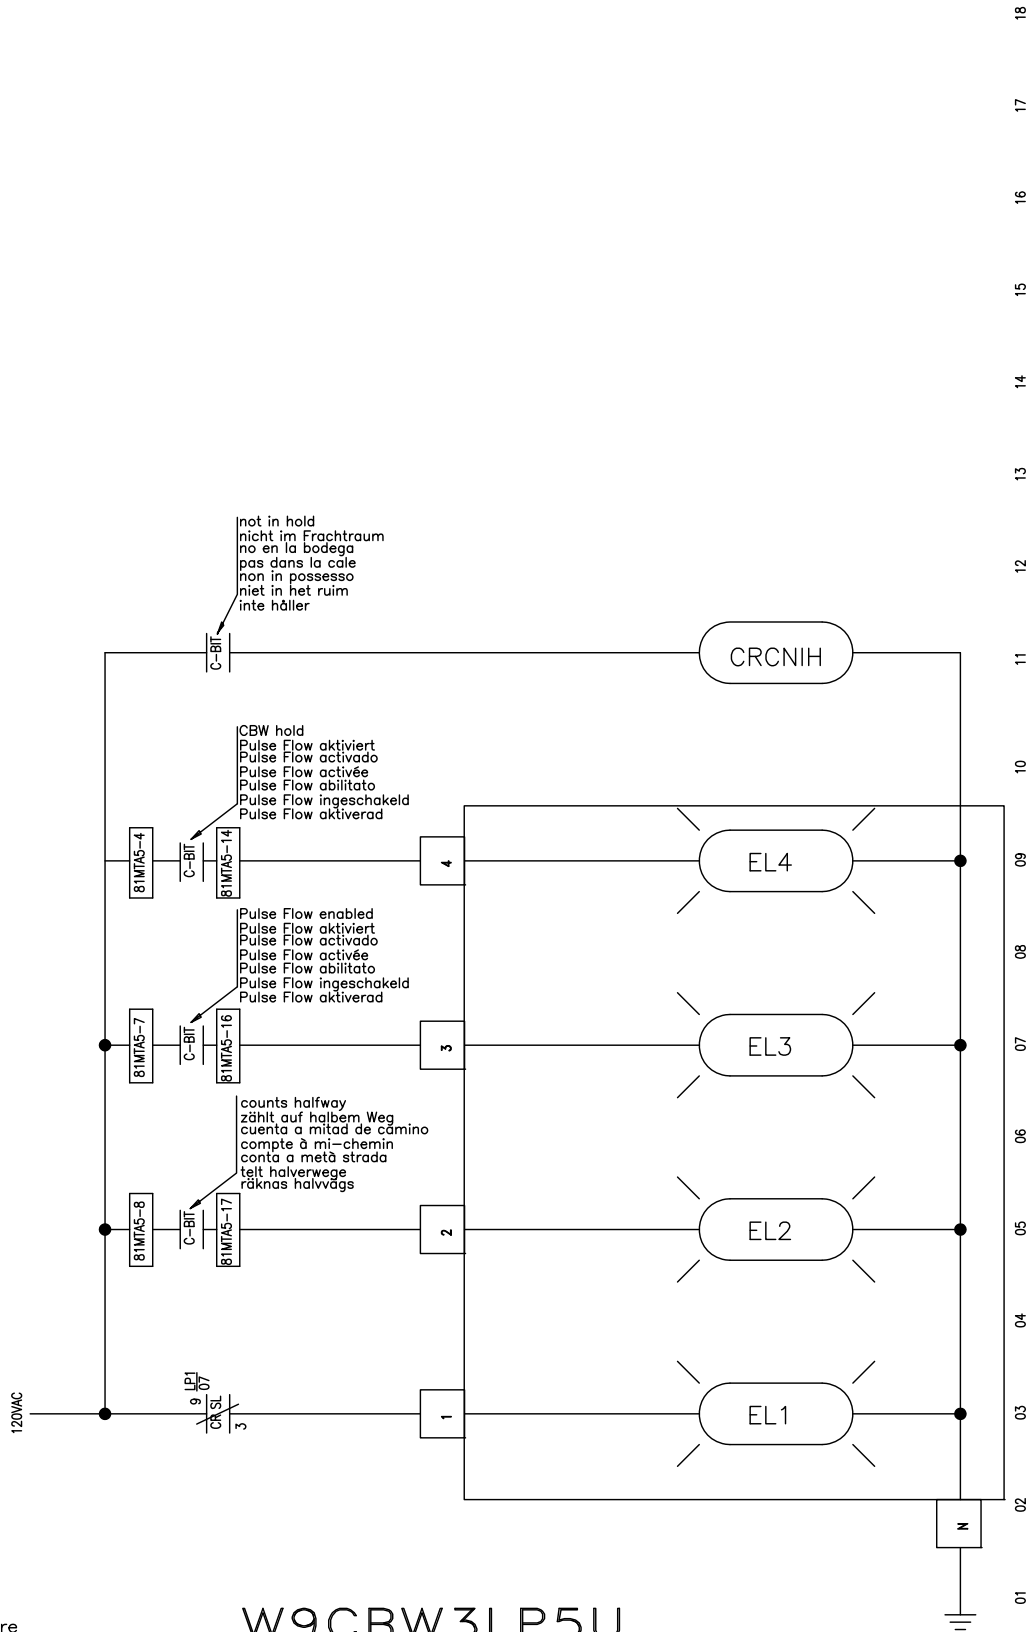 18
17
16
15
14
13
not in hold
nicht im Frachtraum
no en la bodega
pas dans la cale
non in possesso
niet in het ruim
inte håller
12
C-BIT
CRCNIH
11
CBW hold
Pulse Flow aktiviert
Pulse Flow activado
Pulse Flow activée
Pulse Flow abilitato
Pulse Flow ingeschakeld
Pulse Flow aktiverad
10
81MTA5-4
C-BIT
81MTA5-14
4
EL4
09
Pulse Flow enabled
Pulse Flow aktiviert
Pulse Flow activado
Pulse Flow activée
Pulse Flow abilitato
Pulse Flow ingeschakeld
Pulse Flow aktiverad
08
81MTA5-7
C-BIT
81MTA5-16
3
EL3
07
counts halfway
zählt auf halbem Weg
cuenta a mitad de camino
compte à mi-chemin
conta a metà strada
telt halverwege
räknas halvvägs
06
81MTA5-8
C-BIT
81MTA5-17
2
EL2
05
04
120VAC
9 LP1
07
CR SL
3
1
EL1
03
02
N
01
re
W9CBW3LP5U